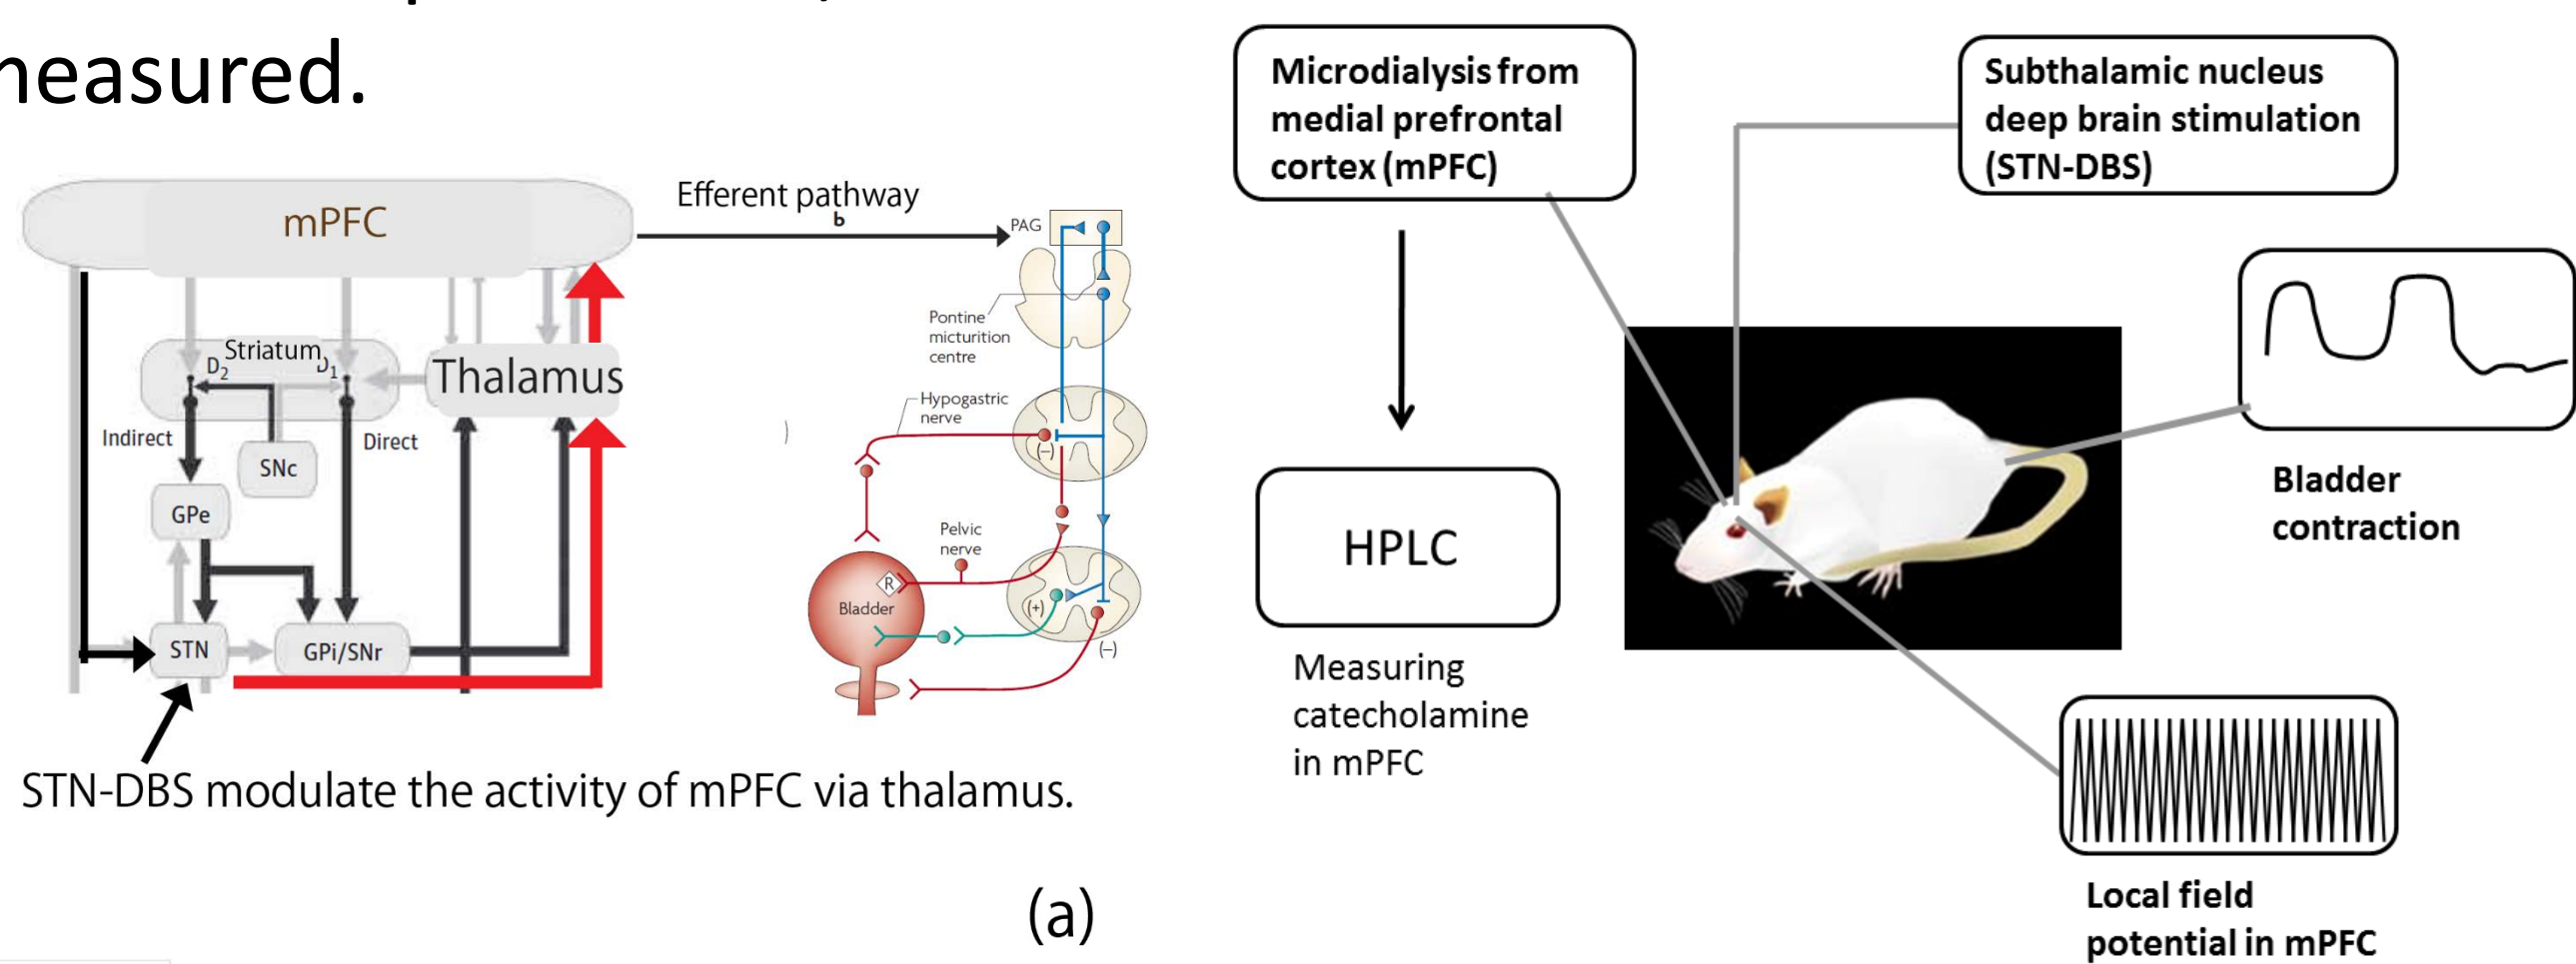 measured.
mPFC
Efferent pathway
b
PAG
Pontine
micturition
centre
Striatum
D2
D1
Thalamus
Indirect
Direct
SNc
GPe
STN
GPi/SNr
Hypogastric
nerve
(–)
Pelvic
nerve
R
Bladder
(+)
(–)
)
STN-DBS modulate the activity of mPFC via thalamus.
(a)
Microdialysis from
medial prefrontal
cortex (mPFC)
HPLC
Measuring
catecholamine
in mPFC
Subthalamic nucleus
deep brain stimulation
(STN-DBS)
Bladder
contraction
Local field
potential in mPFC